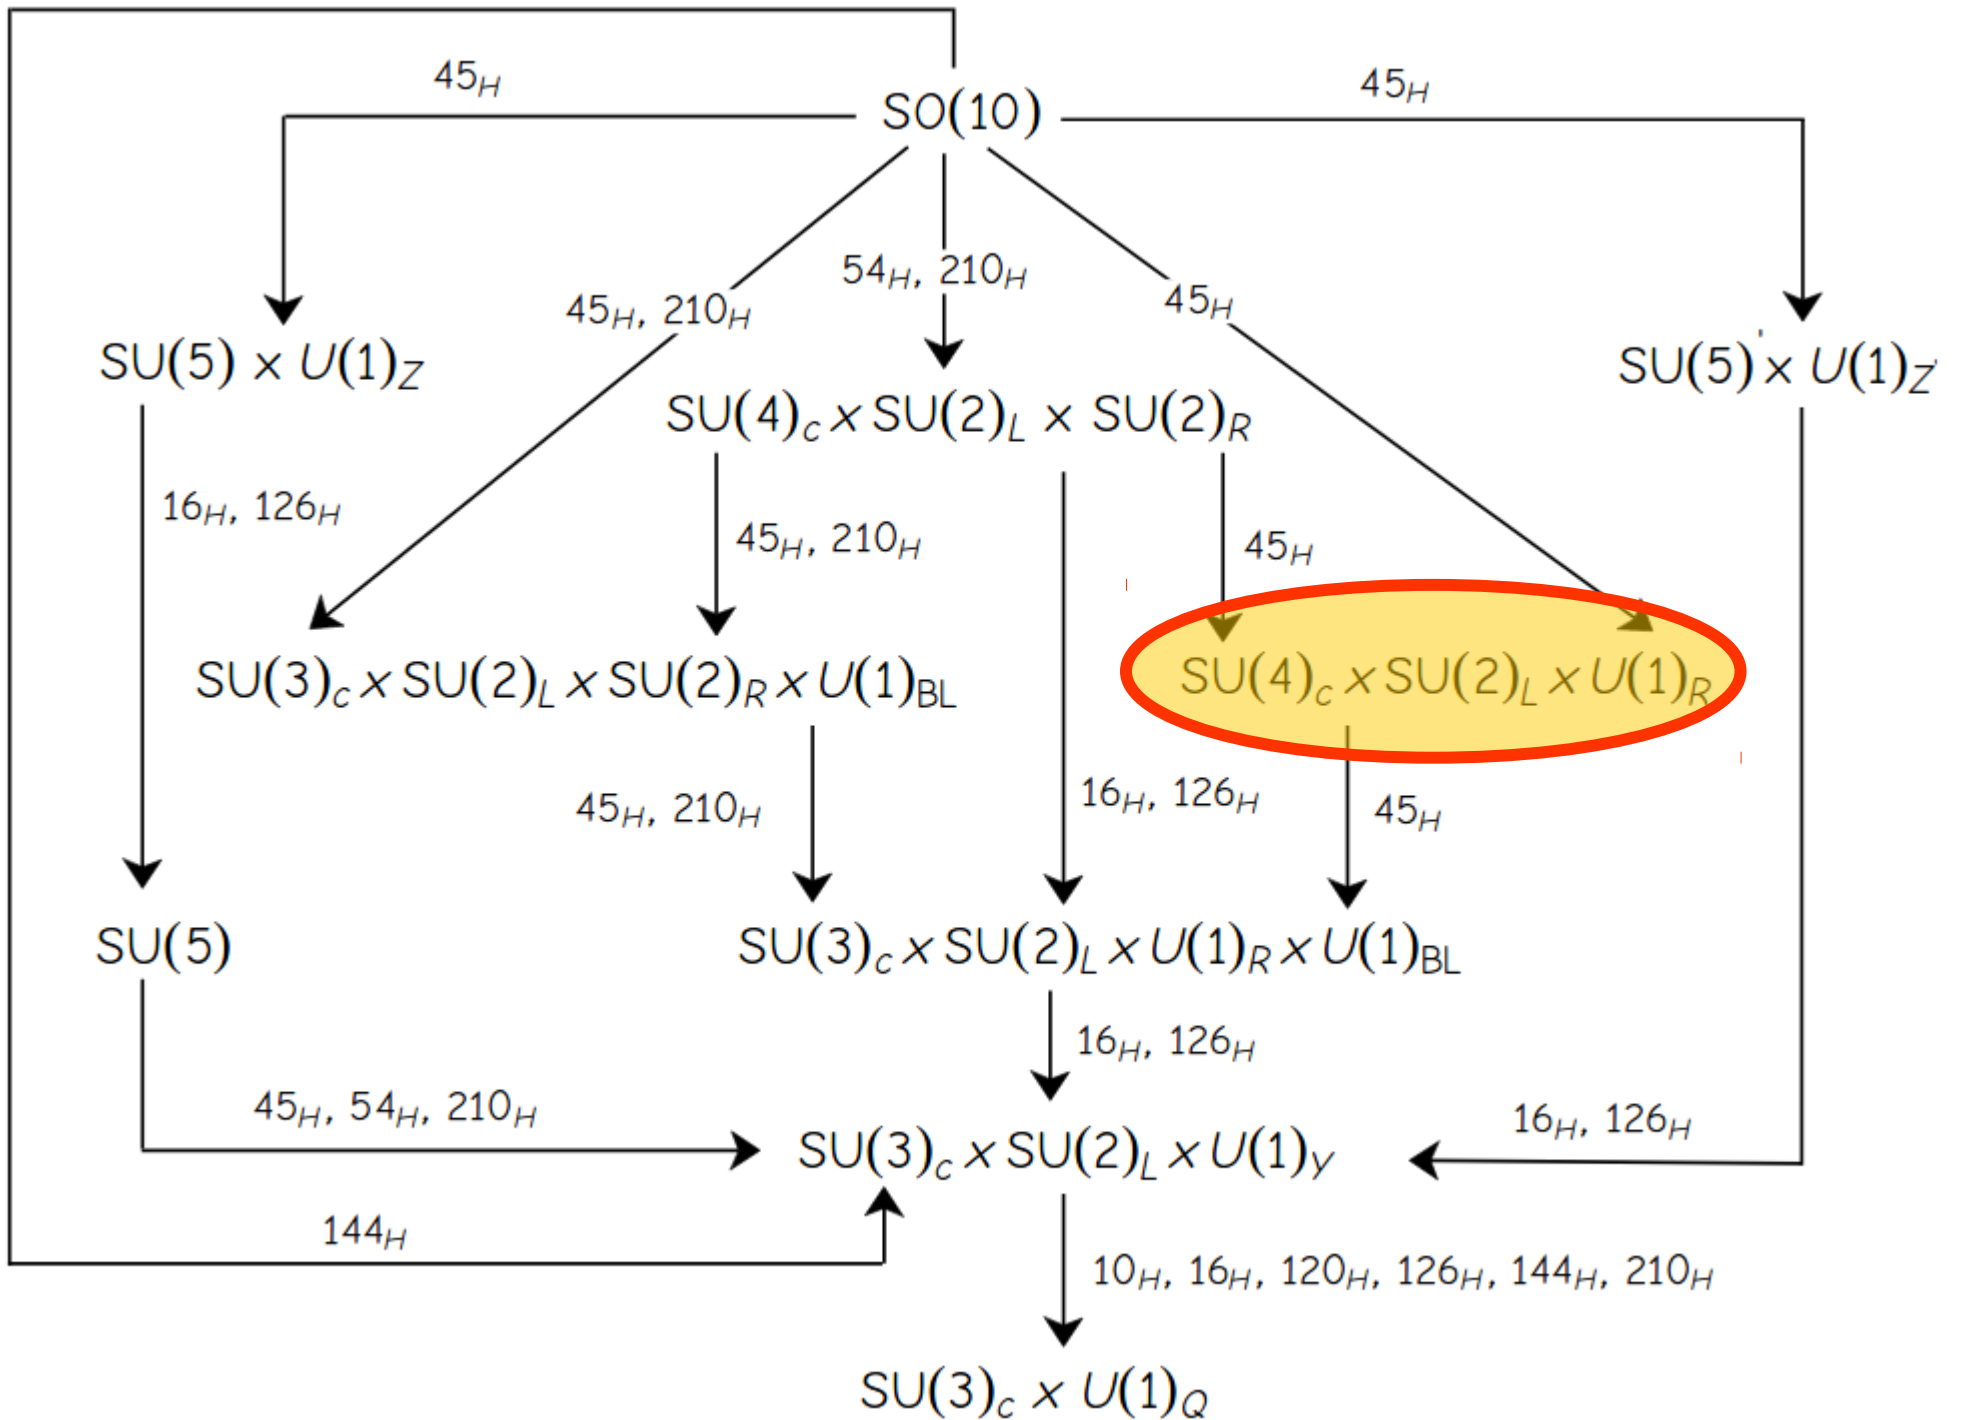 45H
45H
SO(10)
54H, 210H
45H, 210H
45H
SU(5) x U(1)Z
SU(5)' x U(1)Z'
SU(4)c x SU(2)L x SU(2)R
16H, 126H
45H, 210H
45H
SU(3)c x SU(2)L x SU(2)R x U(1)BL
SU(4)c x SU(2)L x U(1)R
45H, 210H
16H, 126H
45H
SU(5)
SU(3)c x SU(2)L x U(1)R x U(1)BL
16H, 126H
45H, 54H, 210H
16H, 126H
SU(3)c x SU(2)L x U(1)Y
144H
10H, 16H, 120H, 126H, 144H, 210H
SU(3)c x U(1)Q